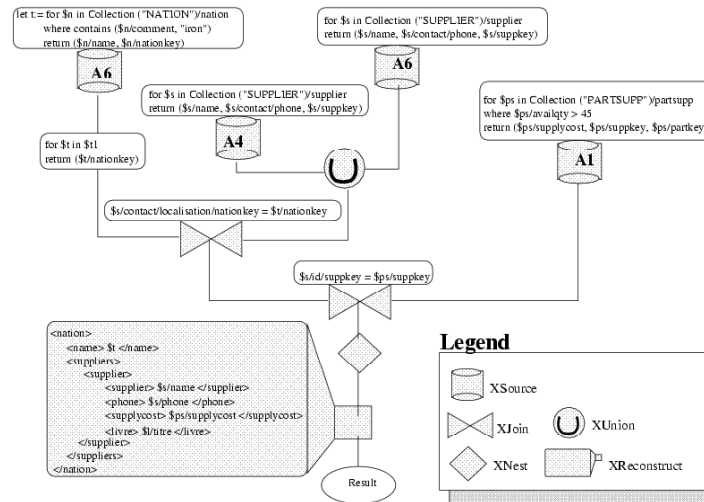 let t:= for $n in Collection ("NATION")/nation
where contains ($n/comment, "iron")
return ($n/name, $n/nationkey)
A6
for $s in Collection ("SUPPLIER")/supplier
return ($s/name, $s/contact/phone, $s/suppkey)
A6
for $s in Collection ("SUPPLIER")/supplier
return ($s/name, $s/contact/phone, $s/suppkey)
A4
for $ps in Collection ("PARTSUPP")/partsupp
where $ps/availqty > 45
return ($ps/supplycost, $ps/suppkey, $ps/partkey
A1
for $t in $t1
return ($t/nationkey)
$s/contact/localisation/nationkey = $t/nationkey
$s/id/suppkey = $ps/suppkey
<nation>
<name> $t </name>
<suppliers>
<supplier>
<supplier> $s/name </supplier>
<phone> $s/phone </phone>
<supplycost> $ps/supplycost </supplycost>
<livre> $l/titre </livre>
</supplier>
</suppliers>
</nation>
Result
Legend
XSource
XJoin
XUnion
XNest
XReconstruct